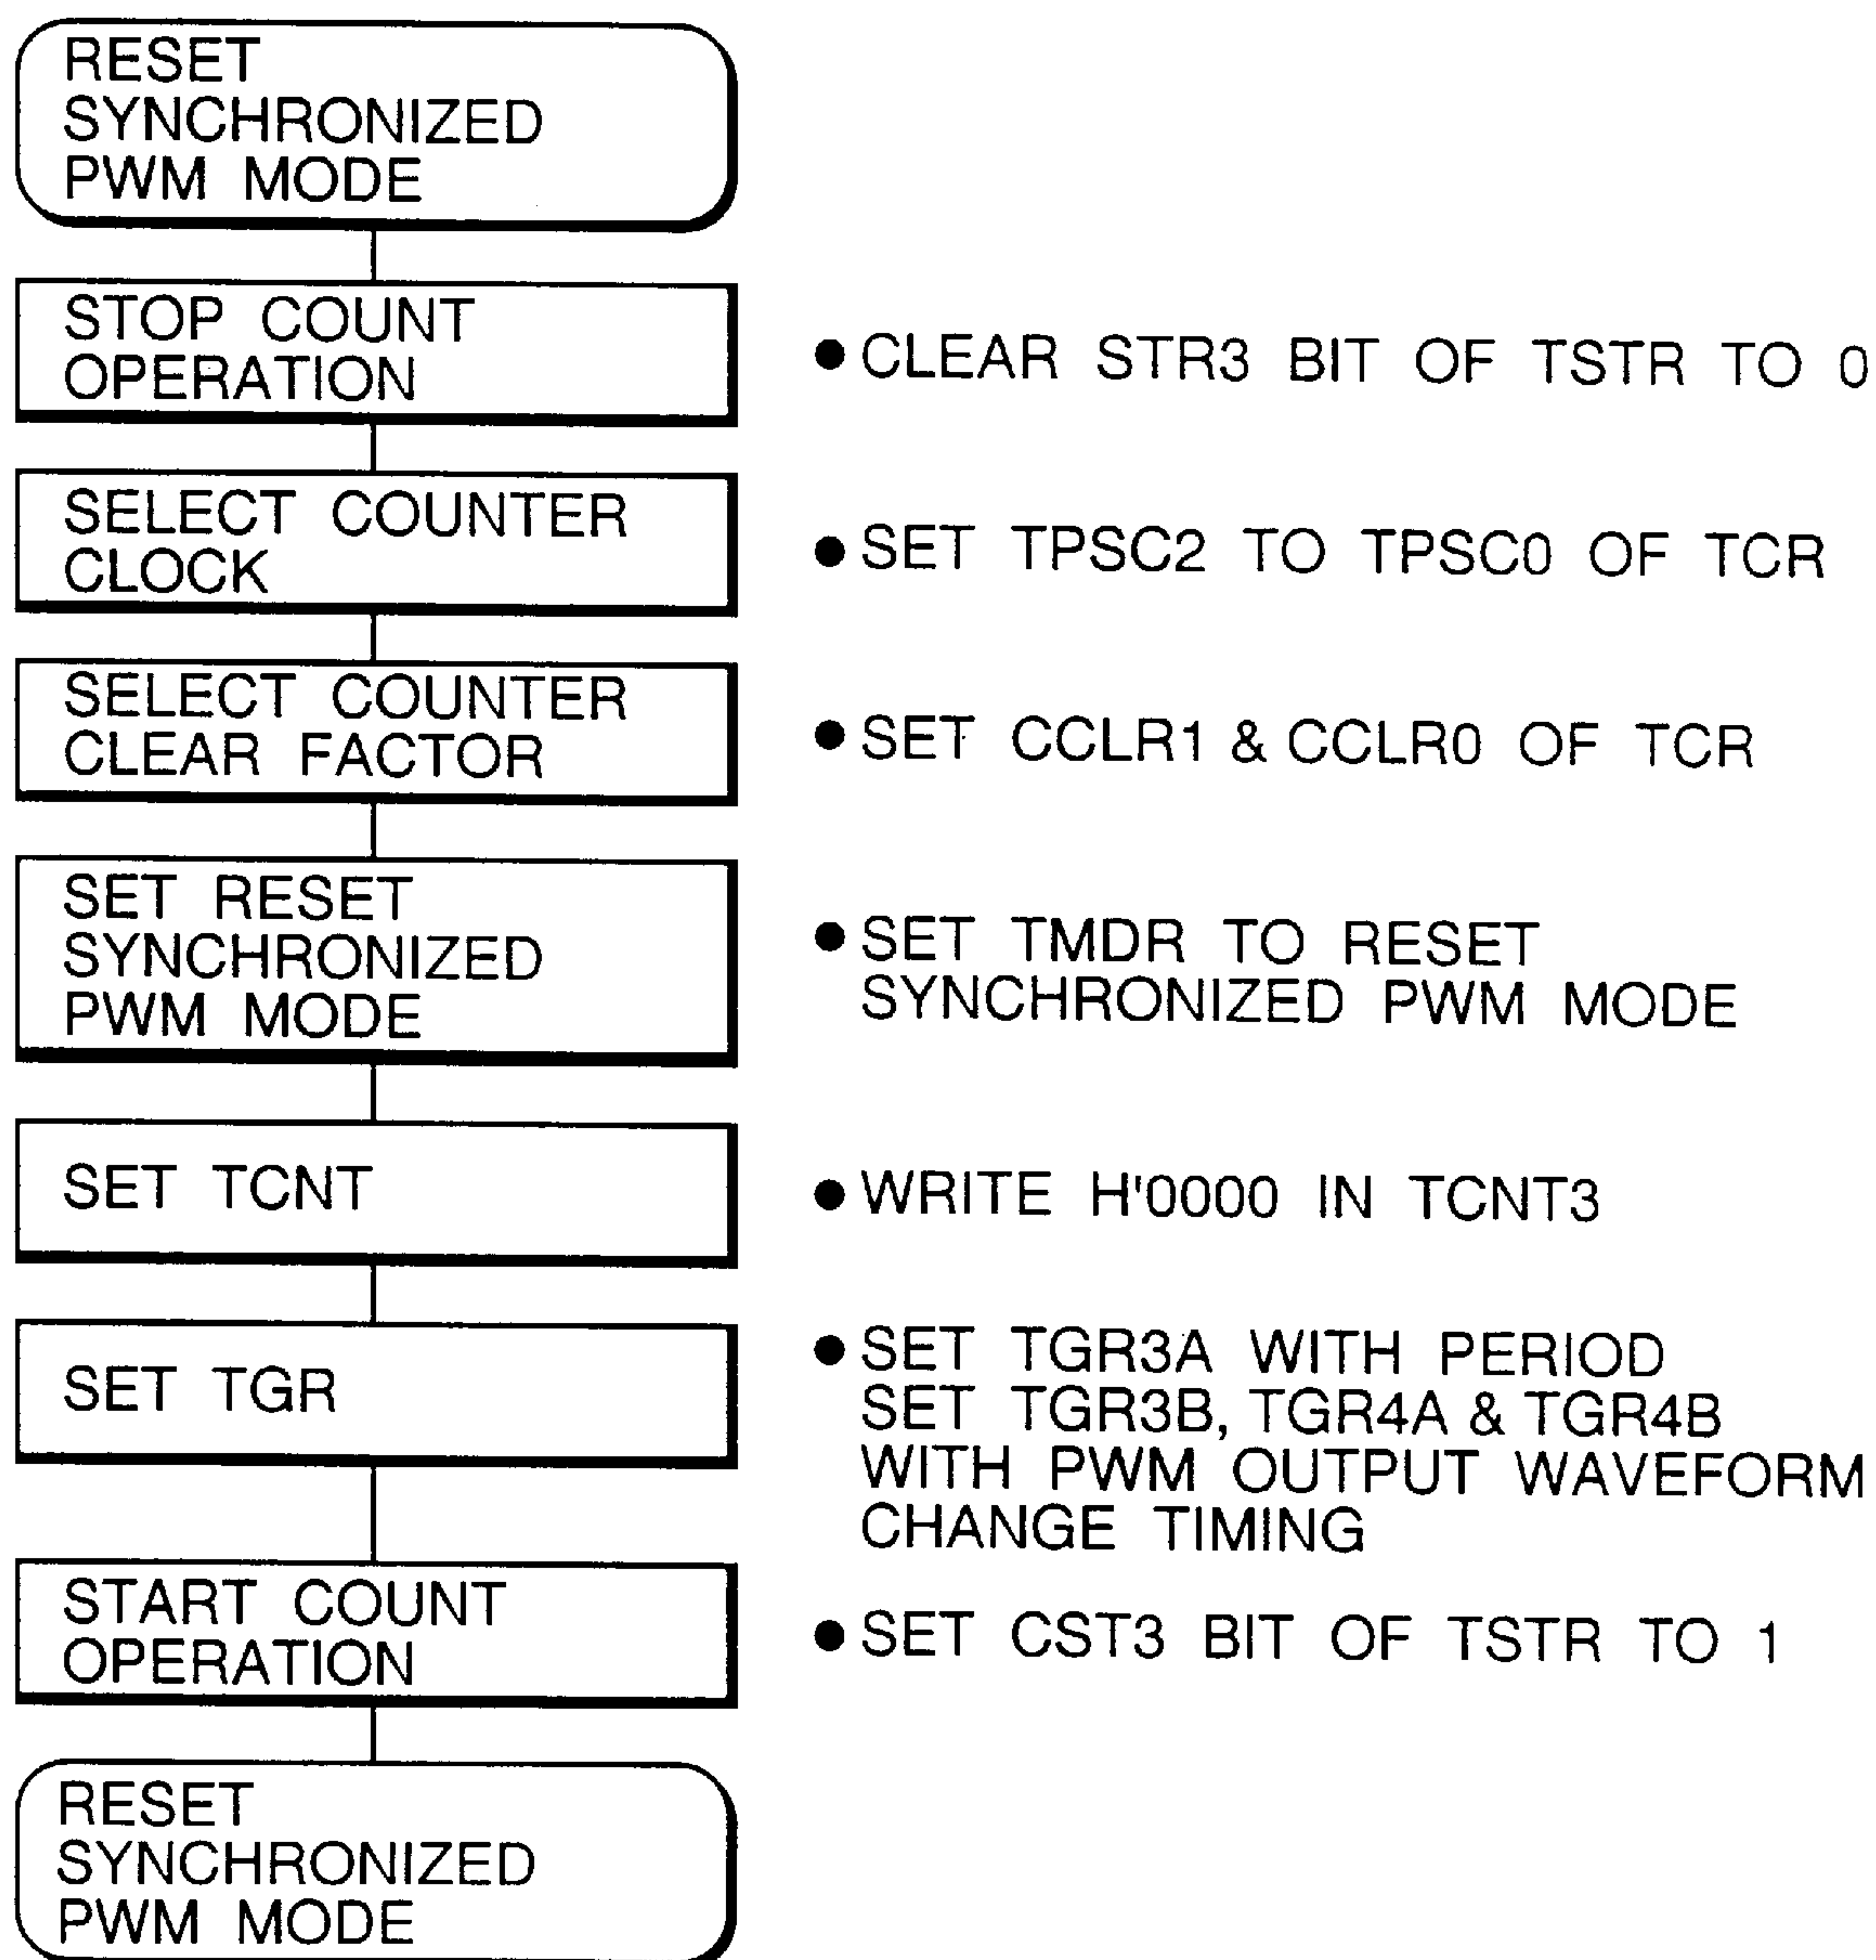 RESET
SYNCHRONIZED
PWM MODE
STOP COUNT
OPERATION
● CLEAR STR3 BIT OF TSTR TO 0
SELECT COUNTER
CLOCK
● SET TPSC2 TO TPSC0 OF TCR
SELECT COUNTER
CLEAR FACTOR
● SET CCLR1 & CCLR0 OF TCR
SET RESET
SYNCHRONIZED
PWM MODE
● SET TMDR TO RESET
SYNCHRONIZED PWM MODE
SET TCNT
● WRITE H'0000 IN TCNT3
SET TGR
● SET TGR3A WITH PERIOD
SET TGR3B, TGR4A & TGR4B
WITH PWM OUTPUT WAVEFORM
CHANGE TIMING
START COUNT
OPERATION
● SET CST3 BIT OF TSTR TO 1
RESET
SYNCHRONIZED
PWM MODE